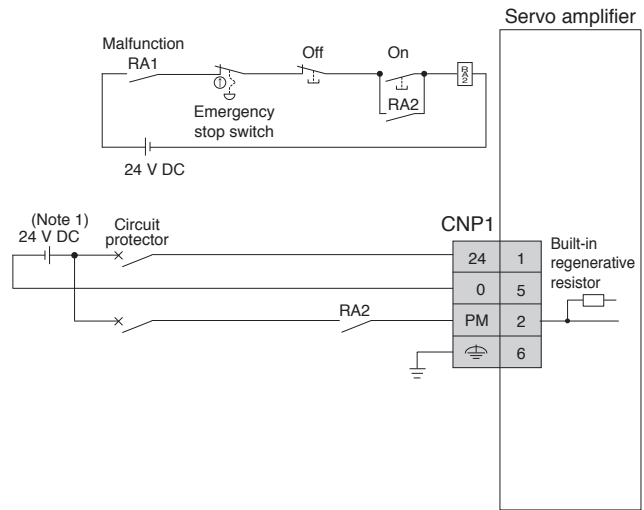 Servo amplifier
Malfunction
RA1
Off
On
RA2
RA2
Emergency
stop switch
24 V DC
(Note 1)
24 V DC
Circuit
protector
CNP1
Built-in
regenerative
resistor
24 1
0 5
RA2
PM 2
6